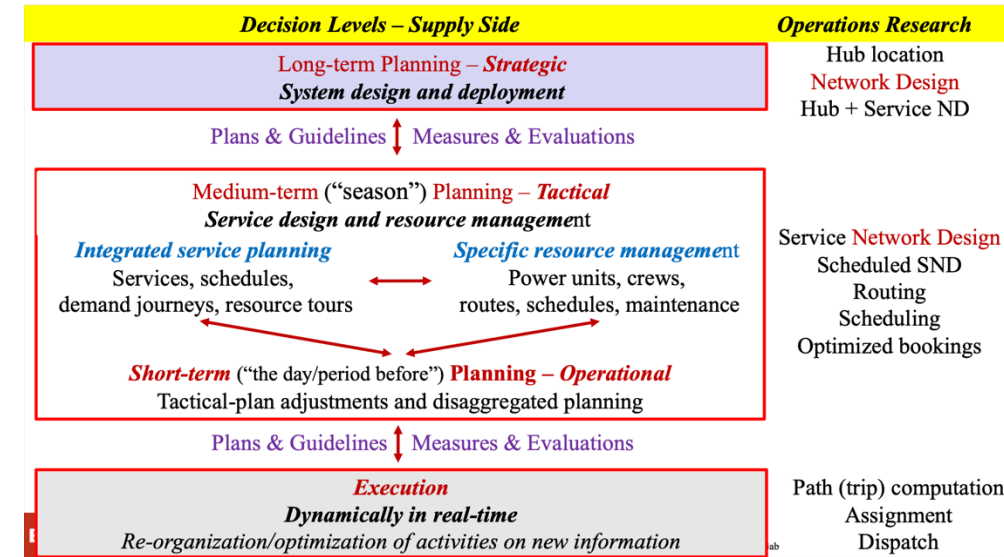 Decision Levels – Supply Side
Operations Research
Long-term Planning – Strategic
System design and deployment
Hub location
Network Design
Hub + Service ND
Plans & Guidelines Measures & Evaluations
Medium-term (“season”) Planning – Tactical
Service design and resource management
Integrated service planning
Services, schedules,
demand journeys, resource tours
Specific resource management
Power units, crews,
routes, schedules, maintenance
Short-term (“the day/period before”) Planning – Operational
Tactical-plan adjustments and disaggregated planning
Service Network Design
Scheduled SND
Routing
Scheduling
Optimized bookings
Plans & Guidelines Measures & Evaluations
Execution
Dynamically in real-time
Re-organization/optimization of activities on new information
Path (trip) computation
Assignment
Dispatch